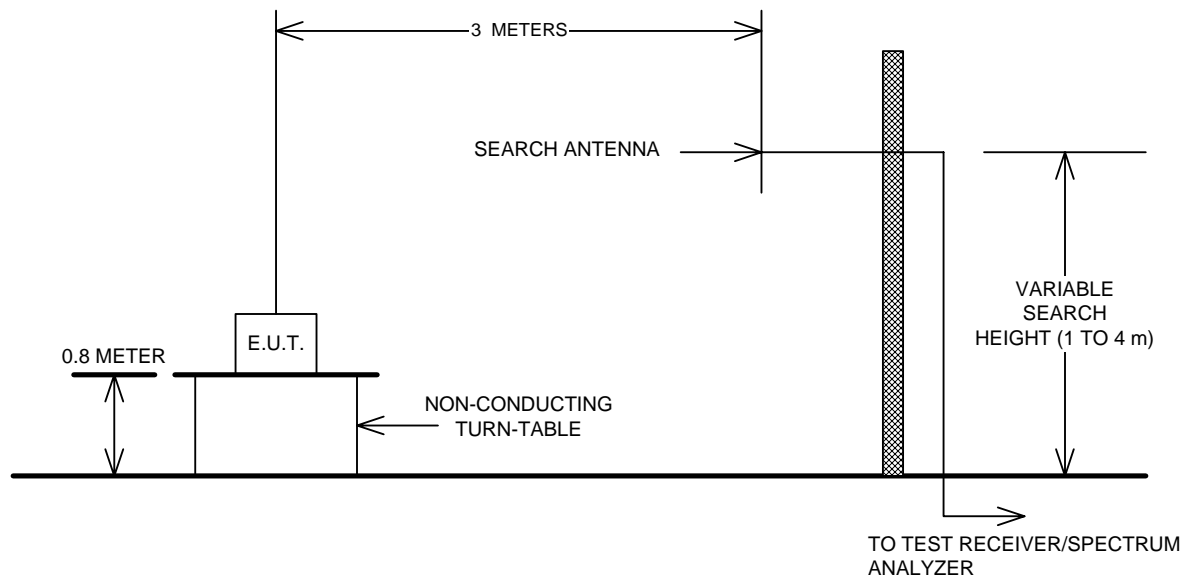 3 METERS
SEARCH ANTENNA
VARIABLE
SEARCH
HEIGHT (1 TO 4 m)
E.U.T.
0.8 METER
NON-CONDUCTING
TURN-TABLE
TO TEST RECEIVER/SPECTRUM
ANALYZER